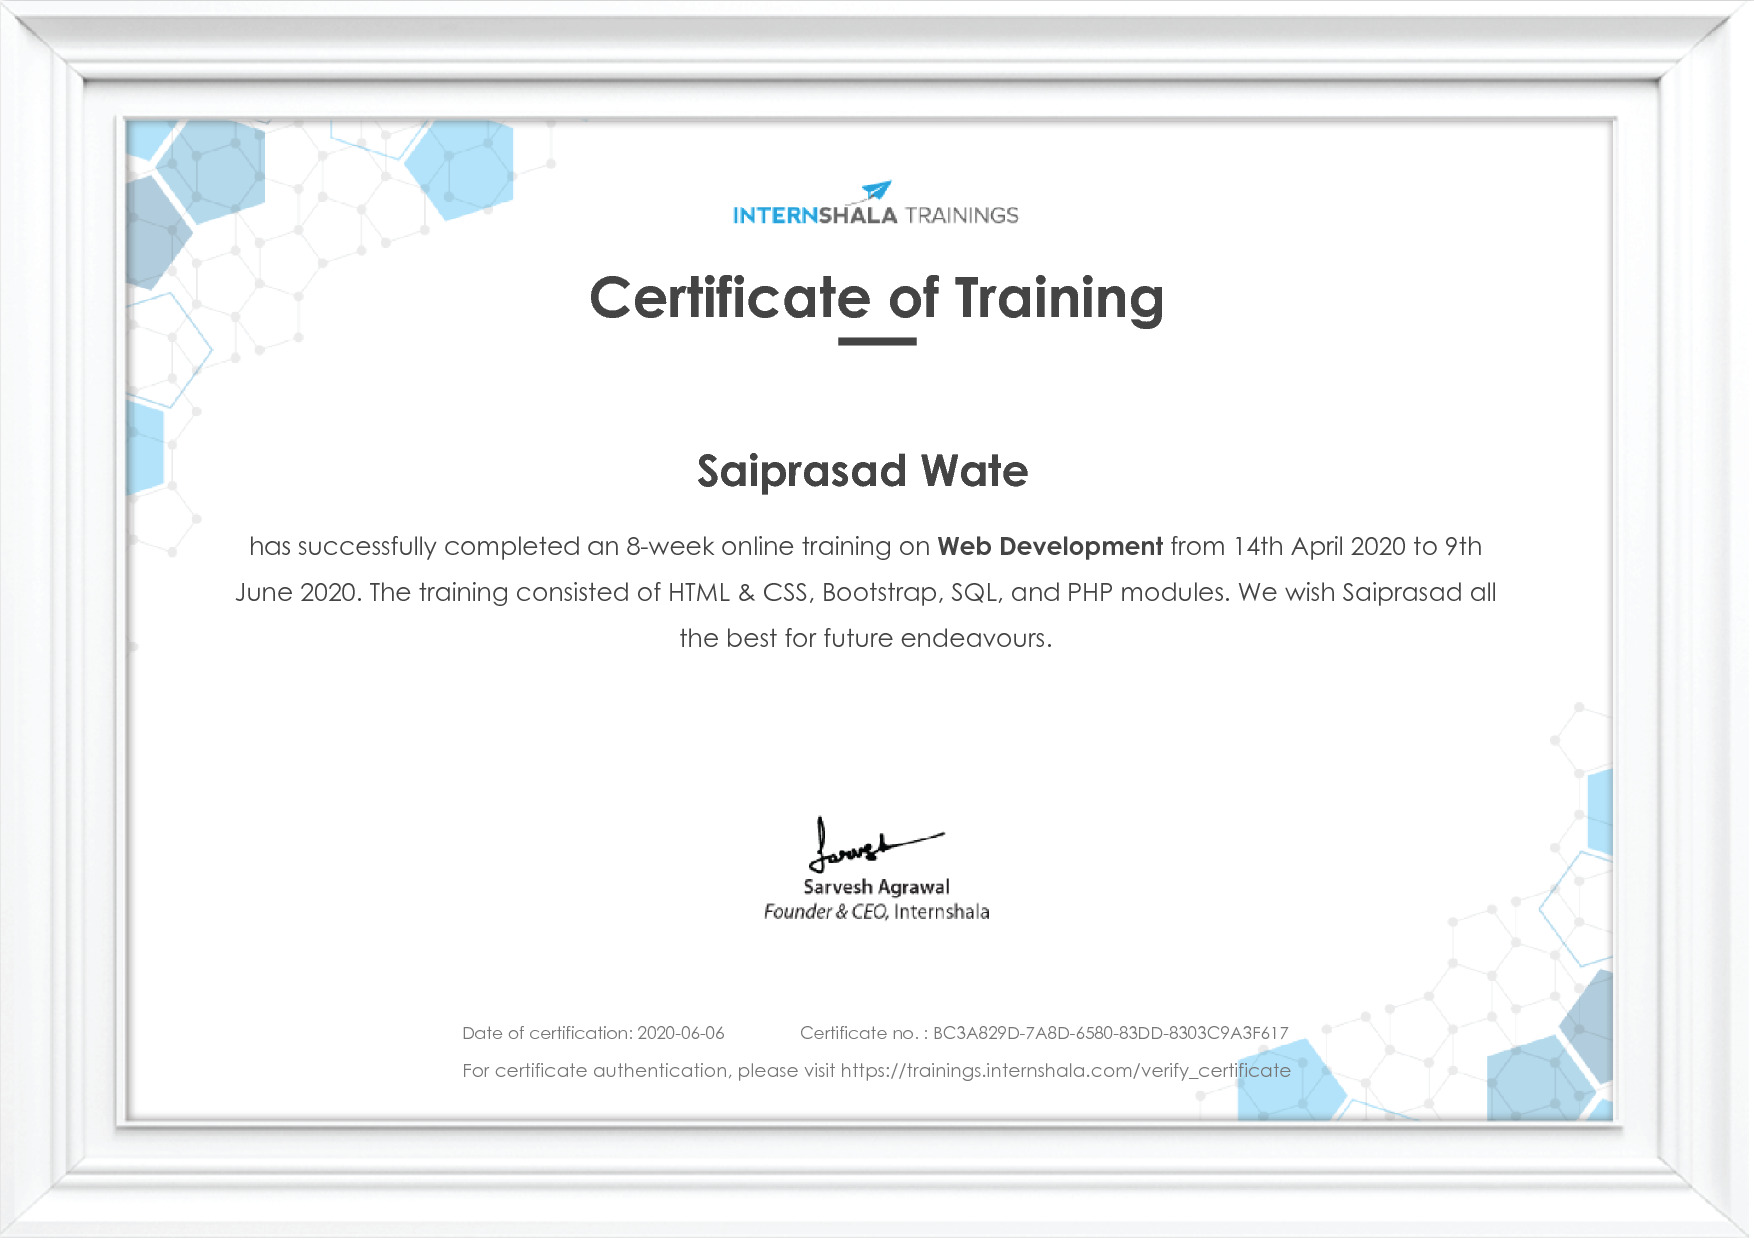 INTERNSHALA TRAININGS
Certificate of Training
Saiprasad Wate
has successfully completed an 8-week online training on Web Development from 14th April 2020 to 9th
June 2020. The training consisted of HTML & CSS, Bootstrap, SQL, and PHP modules. We wish Saiprasad all
the best for future endeavours.
Sarvesh
Sarvesh Agrawal
Founder & CEO, Internshala
Date of certification: 2020-06-06 Certificate no. : BC3A829D-7A8D-6580-83DD-8303C9A3F617
For certificate authentication, please visit https://trainings.internshala.com/verify_certificate